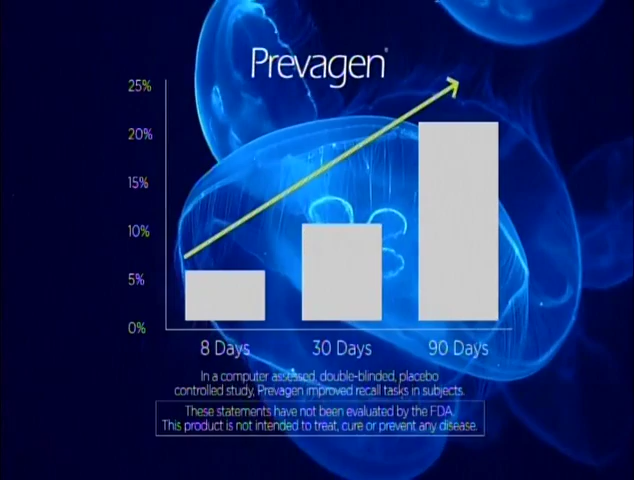 Prevagen®
25%
20%
15%
10%
5%
0%
8 Days 30 Days 90 Days
In a computer assessed, double-blinded, placebo
controlled study, Prevagen improved recall tasks in subjects.
These statements have not been evaluated by the FDA.
This product is not intended to treat, cure or prevent any disease.